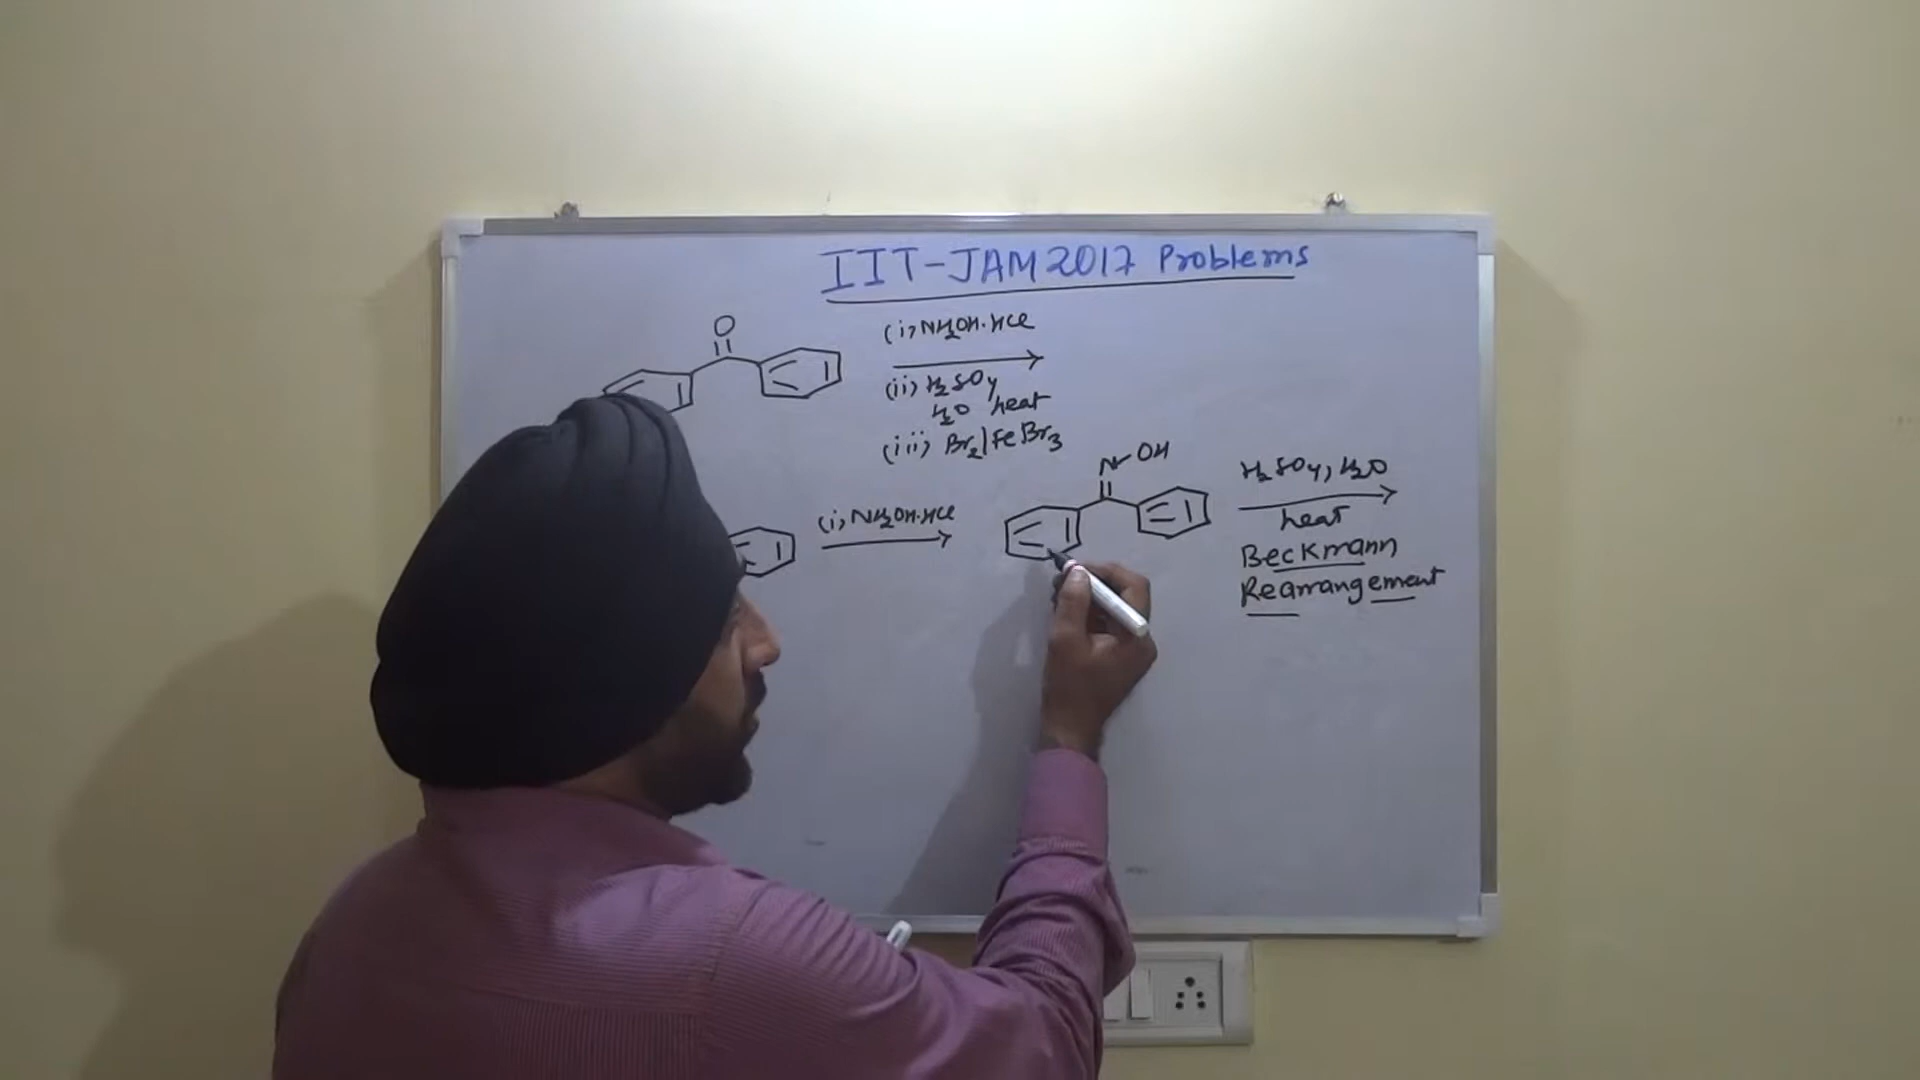 IIT-JAM 2017 Problems
O
(i) NH2OH.HCl
(ii) H2SO4
H2O heat
(iii) Br2/FeBr3
(i) NH2OH.HCl
N-OH
H2SO4, H2O
heat
Beckmann
Rearrangement